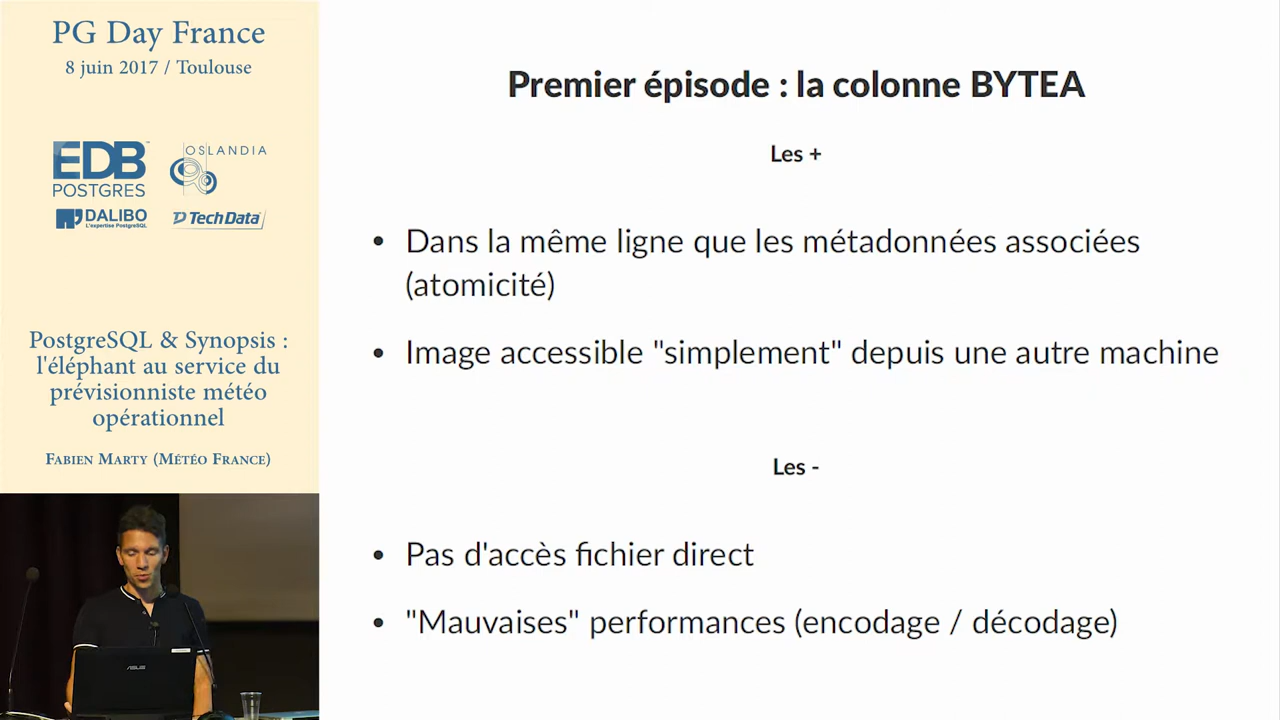 PG Day France
8 juin 2017 / Toulouse
EDB
POSTGRES
OSLANDIA
DALIBO
L'expertise PostgreSQL
Tech Data
PostgreSQL & Synopsis :
l'éléphant au service du
prévisionniste météo
opérationnel
Fabien Marty (Météo France)
ASUS
Premier épisode : la colonne BYTEA
Les +
• Dans la même ligne que les métadonnées associées
(atomicité)
• Image accessible "simplement" depuis une autre machine
Les -
• Pas d'accès fichier direct
• "Mauvaises" performances (encodage / décodage)